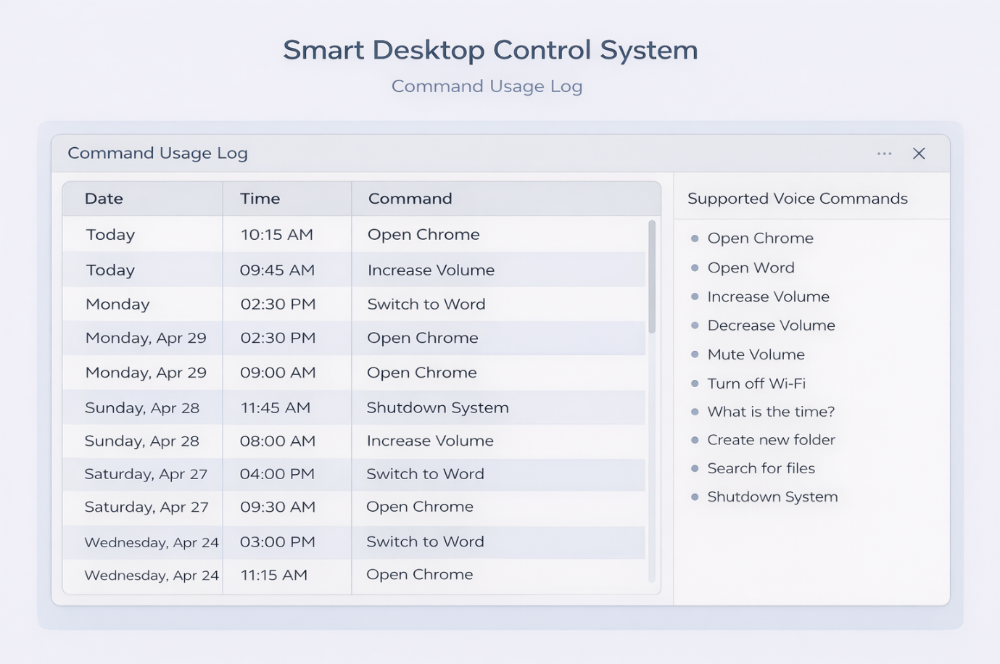 Smart Desktop Control System
Command Usage Log
Command Usage Log
Date Time Command
Today 10:15 AM Open Chrome
Today 09:45 AM Increase Volume
Monday 02:30 PM Switch to Word
Monday, Apr 29 02:30 PM Open Chrome
Monday, Apr 29 09:00 AM Open Chrome
Sunday, Apr 28 11:45 AM Shutdown System
Sunday, Apr 28 08:00 AM Increase Volume
Saturday, Apr 27 04:00 PM Switch to Word
Saturday, Apr 27 09:30 AM Open Chrome
Wednesday, Apr 24 03:00 PM Switch to Word
Wednesday, Apr 24 11:15 AM Open Chrome
Supported Voice Commands
Open Chrome
Open Word
Increase Volume
Decrease Volume
Mute Volume
Turn off Wi-Fi
What is the time?
Create new folder
Search for files
Shutdown System